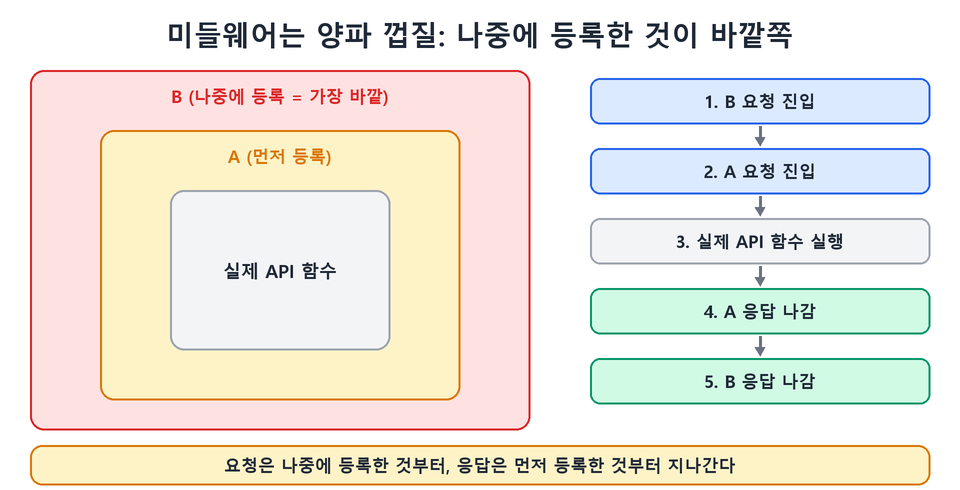 미들웨어는 양파 껍질: 나중에 등록한 것이 바깥쪽
B (나중에 등록 = 가장 바깥)
A (먼저 등록)
실제 API 함수
1. B 요청 진입
2. A 요청 진입
3. 실제 API 함수 실행
4. A 응답 나감
5. B 응답 나감
요청은 나중에 등록한 것부터, 응답은 먼저 등록한 것부터 지나간다